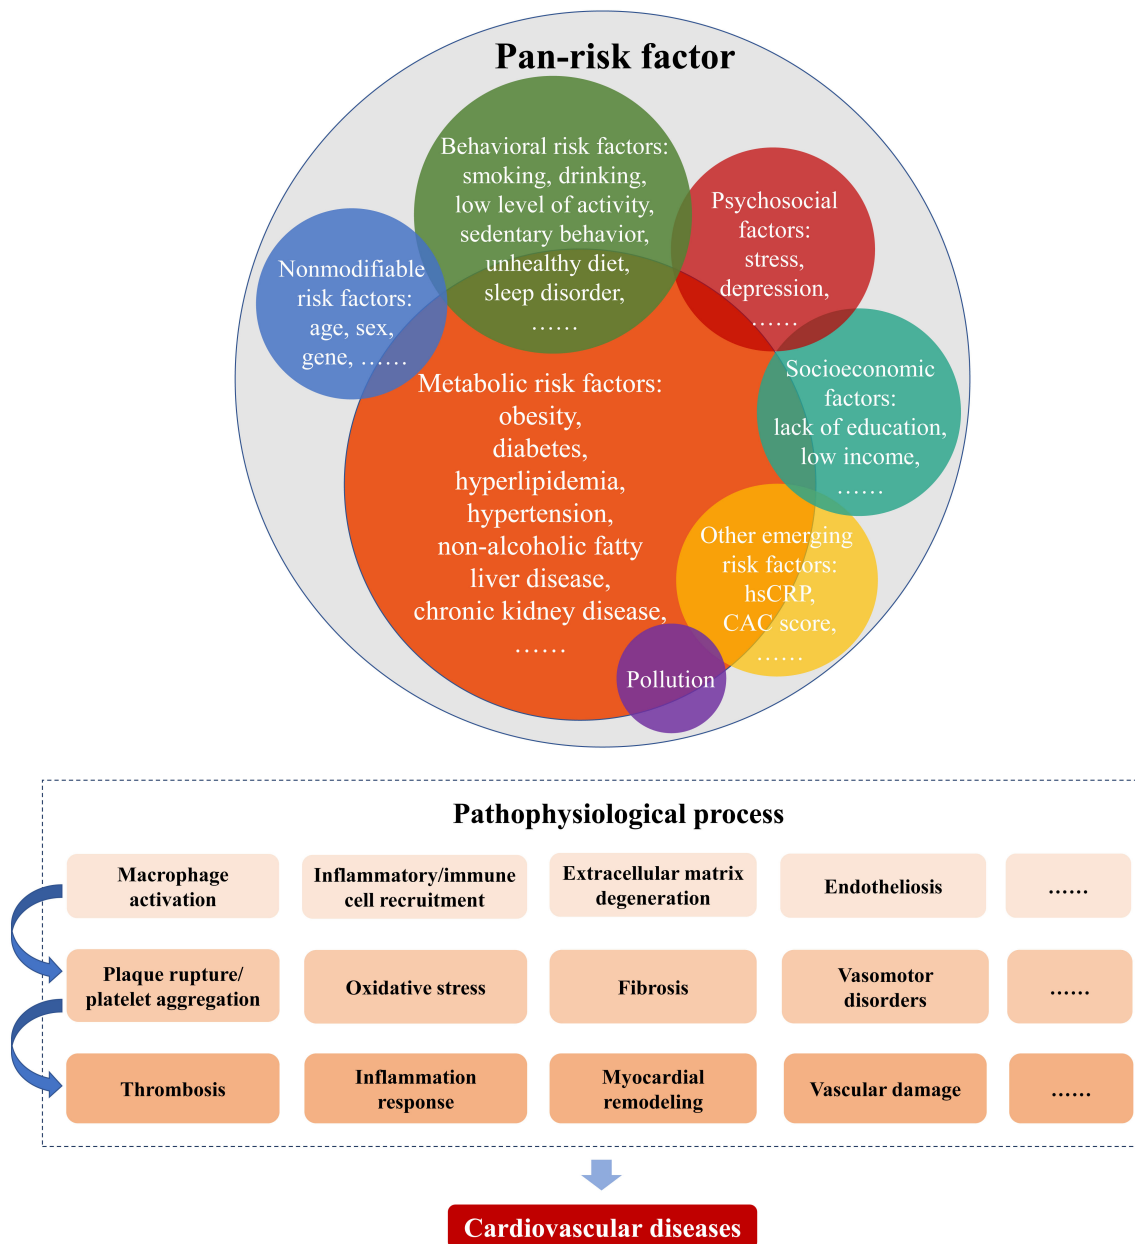 Pan-risk factor
Behavioral risk factors:
smoking, drinking,
low level of activity,
sedentary behavior,
unhealthy diet,
sleep disorder,
……
Psychosocial
factors:
stress,
depression,
……
Nonmodifiable
risk factors:
age, sex,
gene, ……
Socioeconomic
factors:
lack of education,
low income,
……
Metabolic risk factors:
obesity,
diabetes,
hyperlipidemia,
hypertension,
non-alcoholic fatty
liver disease,
chronic kidney disease,
……
Other emerging
risk factors:
hsCRP,
CAC score,
……
Pollution
Pathophysiological process
Macrophage
activation
Inflammatory/immune
cell recruitment
Extracellular matrix
degeneration
Endotheliosis
……
Plaque rupture/
platelet aggregation
Oxidative stress
Fibrosis
Vasomotor
disorders
……
Thrombosis
Inflammation
response
Myocardial
remodeling
Vascular damage
……
Cardiovascular diseases